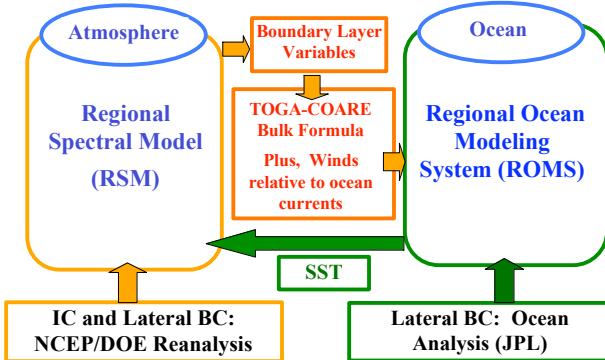 Atmosphere
Regional
Spectral Model
(RSM)
Boundary Layer
Variables
TOGA-COARE
Bulk Formula
Plus, Winds
relative to ocean
currents
Ocean
Regional Ocean
Modeling
System (ROMS)
SST
IC and Lateral BC:
NCEP/DOE Reanalysis
Lateral BC: Ocean
Analysis (JPL)